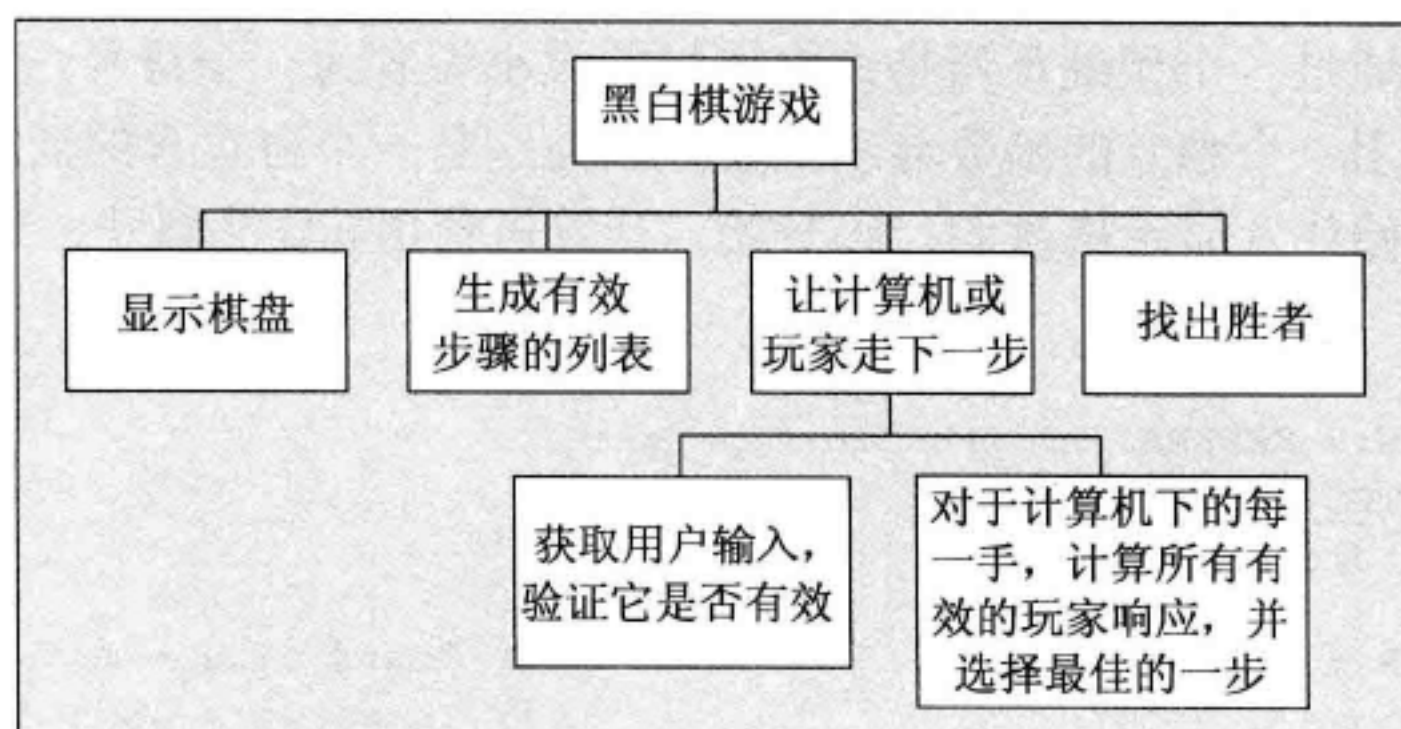 黑白棋游戏
显示棋盘
生成有效
步骤的列表
让计算机或
玩家走下一步
找出胜者
获取用户输入，
验证它是否有效
对于计算机下的每
一手，计算所有有
效的玩家响应，并
选择最佳的一步